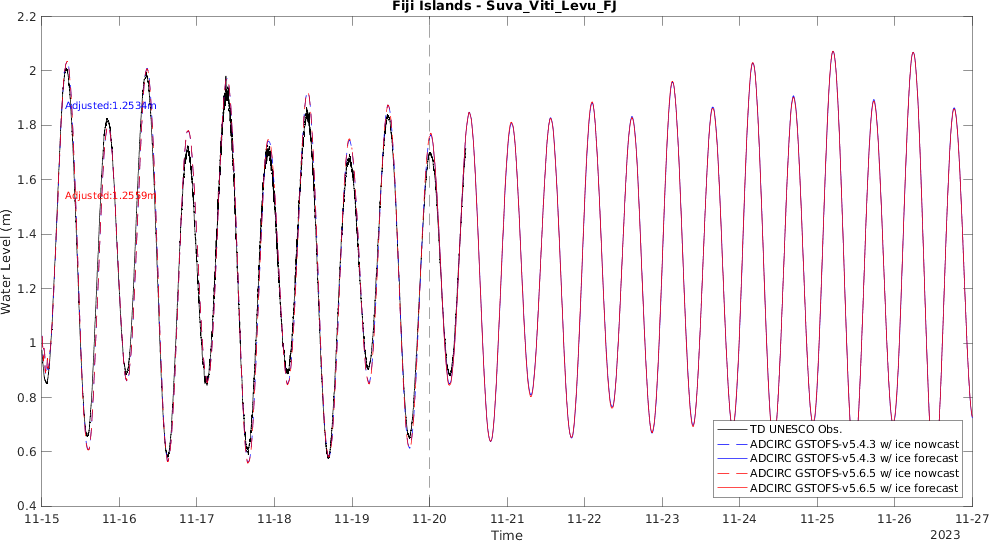 Fiji Islands - Suva_Viti_Levu_FJ
2.2
2
1.8
1.6
1.4
1.2
1
0.8
0.6
0.4
Water Level (m)
Adjusted:1.2534m
Adjusted:1.2559m
TD UNESCO Obs.
ADCIRC GSTOFS-v5.4.3 w/ ice nowcast
ADCIRC GSTOFS-v5.4.3 w/ ice forecast
ADCIRC GSTOFS-v5.6.5 w/ ice nowcast
ADCIRC GSTOFS-v5.6.5 w/ ice forecast
11-15 11-16 11-17 11-18 11-19 11-20 11-21 11-22 11-23 11-24 11-25 11-26 11-27
Time
2023